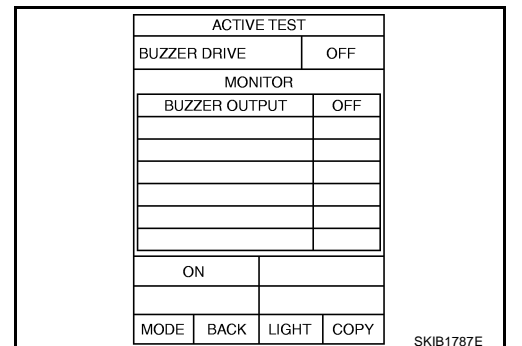 ACTIVE TEST
BUZZER DRIVE OFF
MONITOR
BUZZER OUTPUT OFF
ON
MODE BACK LIGHT COPY
SKIB1787E